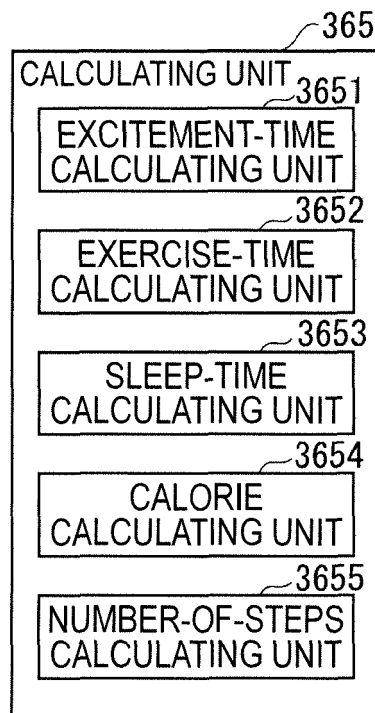 365
CALCULATING UNIT
3651
EXCITEMENT-TIME
CALCULATING UNIT
3652
EXERCISE-TIME
CALCULATING UNIT
3653
SLEEP-TIME
CALCULATING UNIT
3654
CALORIE
CALCULATING UNIT
3655
NUMBER-OF-STEPS
CALCULATING UNIT